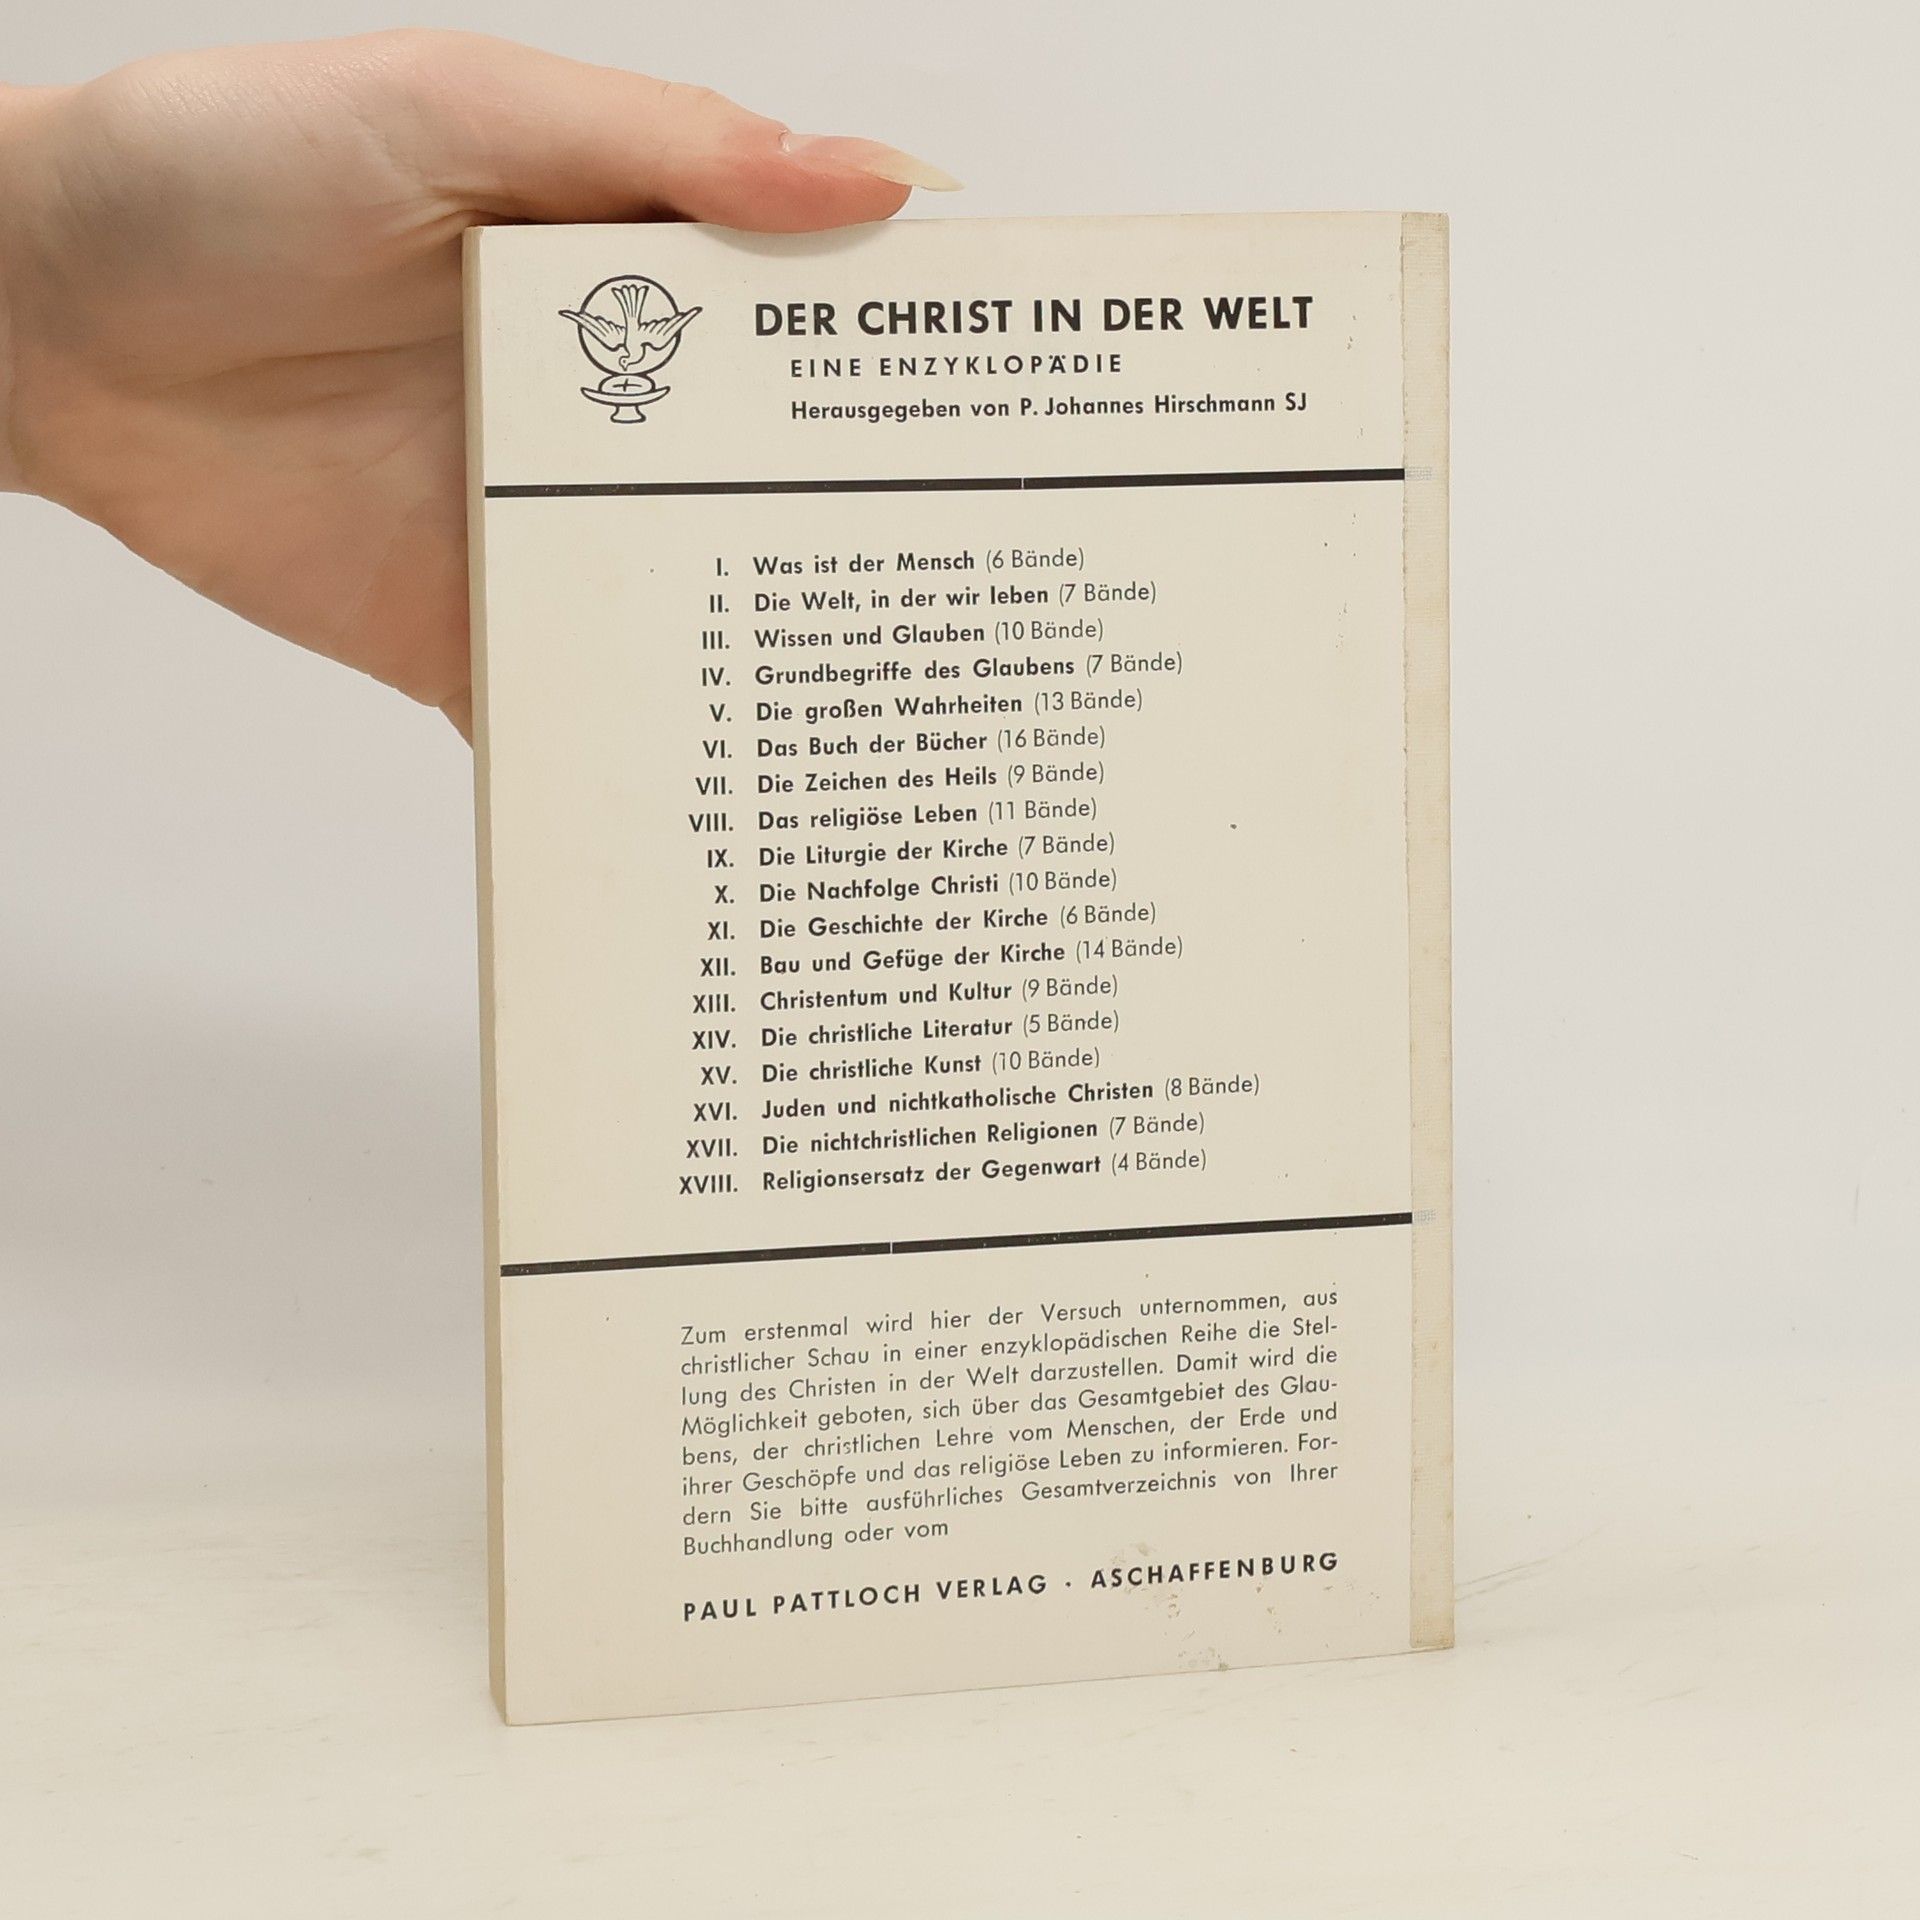 DER CHRIST IN DER WELT
EINE ENZYKLOPÄDIE
Herausgegeben von P. Johannes Hirschmann SJ
I. Was ist der Mensch (6 Bände)
II. Die Welt, in der wir leben (7 Bände)
III. Wissen und Glauben (10 Bände)
IV. Grundbegriffe des Glaubens (7 Bände)
V. Die großen Wahrheiten (13 Bände)
VI. Das Buch der Bücher (16 Bände)
VII. Die Zeichen des Heils (9 Bände)
VIII. Das religiöse Leben (11 Bände)
IX. Die Liturgie der Kirche (7 Bände)
X. Die Nachfolge Christi (10 Bände)
XI. Die Geschichte der Kirche (6 Bände)
XII. Bau und Gefüge der Kirche (14 Bände)
XIII. Christentum und Kultur (9 Bände)
XIV. Die christliche Literatur (5 Bände)
XV. Die christliche Kunst (10 Bände)
XVI. Juden und nichtkatholische Christen (8 Bände)
XVII. Die nichtchristlichen Religionen (7 Bände)
XVIII. Religionsersatz der Gegenwart (4 Bände)
Zum erstenmal wird hier der Versuch unternommen, aus
christlicher Schau in einer enzyklopädischen Reihe die Stel-
lung des Christen in der Welt darzustellen. Damit wird die
Möglichkeit geboten, sich über das Gesamtgebiet des Glau-
bens, der christlichen Lehre vom Menschen, der Erde und
ihrer Geschöpfe und das religiöse Leben zu informieren. For-
dern Sie bitte ausführliches Gesamtverzeichnis von Ihrer
Buchhandlung oder vom
PAUL PATTLOCH VERLAG · ASCHAFFENBURG